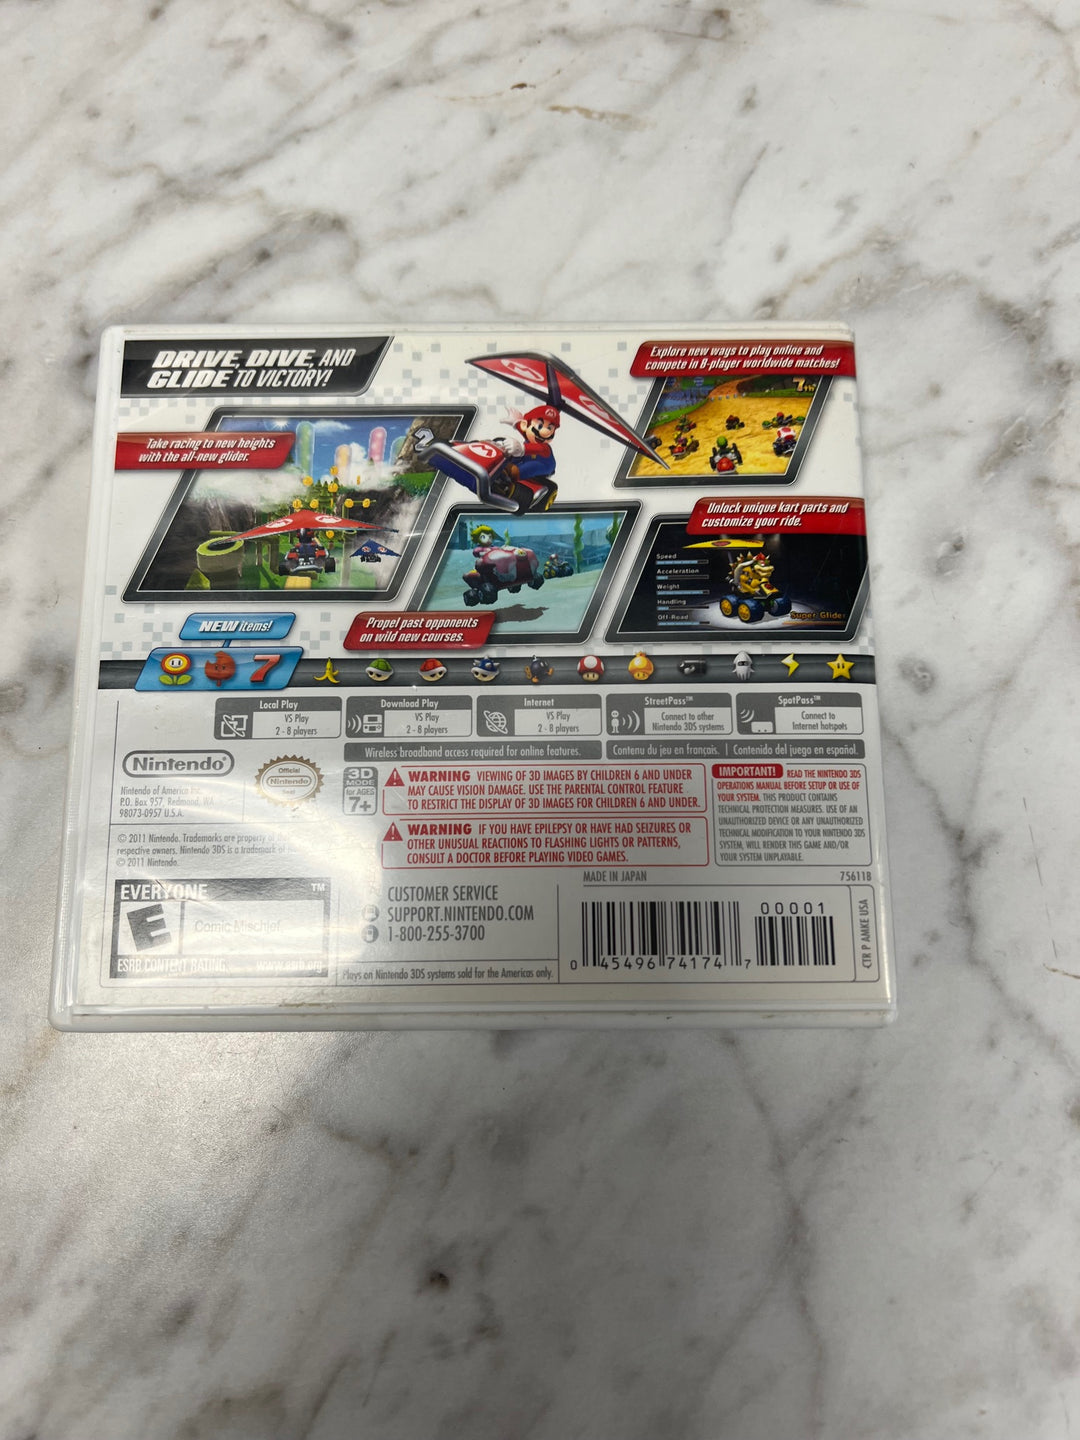 DRIVE, DIVE, AND
GLIDE TO VICTORY!
Explore new ways to play online and
compete in 8-player worldwide matches!
7th
Take racing to new heights
with the all-new glider.
2
Unlock unique kart parts and
customize your ride.
Speed
Acceleration
Weight
Handling
Off-Road
Super Glider
Propel past opponents
on wild new courses.
NEW items!
7
Local Play
VS Play
2 - 8 players
Download Play
VS Play
2 - 8 players
Internet
VS Play
2 - 8 players
StreetPass™
Connect to other
Nintendo 3DS systems
SpotPass™
Connect to
Internet hotspots
Wireless broadband access required for online features.
Contenu du jeu en français.
Contenido del juego en español.
Nintendo®
Nintendo of America Inc.
P.O. Box 957, Redmond, WA
98073-0957 U.S.A.
Official
Nintendo
Seal
3D
MODE
for AGES
7+
WARNING VIEWING OF 3D IMAGES BY CHILDREN 6 AND UNDER
MAY CAUSE VISION DAMAGE. USE THE PARENTAL CONTROL FEATURE
TO RESTRICT THE DISPLAY OF 3D IMAGES FOR CHILDREN 6 AND UNDER.
WARNING IF YOU HAVE EPILEPSY OR HAVE HAD SEIZURES OR
OTHER UNUSUAL REACTIONS TO FLASHING LIGHTS OR PATTERNS,
CONSULT A DOCTOR BEFORE PLAYING VIDEO GAMES.
IMPORTANT! READ THE NINTENDO 3DS
OPERATIONS MANUAL BEFORE SETUP OR USE OF
YOUR SYSTEM. THIS PRODUCT CONTAINS
TECHNICAL PROTECTION MEASURES. USE OF AN
UNAUTHORIZED DEVICE OR ANY UNAUTHORIZED
TECHNICAL MODIFICATION TO YOUR NINTENDO 3DS
SYSTEM, WILL RENDER THIS GAME AND/OR
YOUR SYSTEM UNPLAYABLE.
© 2011 Nintendo. Trademarks are property of
respective owners. Nintendo 3DS is a trademark of
© 2011 Nintendo.
EVERYONE
TM
E
Comic Mischief
ESRB CONTENT RATING
www.esrb.org
CUSTOMER SERVICE
SUPPORT.NINTENDO.COM
1-800-255-3700
Plays on Nintendo 3DS systems sold for the Americas only.
MADE IN JAPAN
75611B
00001
0 45496 74174 7
CTR P AMKE USA